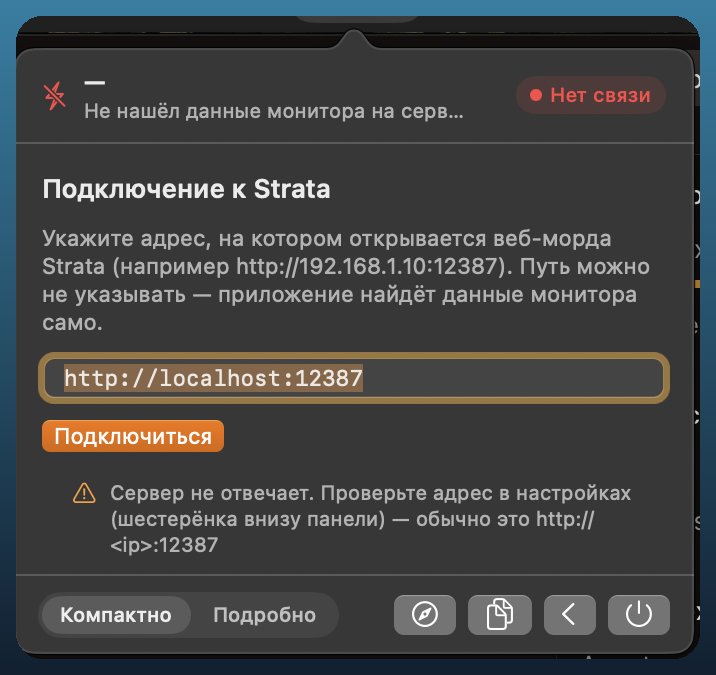 —
Не нашёл данные монитора на серв...
Нет связи
Подключение к Strata
Укажите адрес, на котором открывается веб-морда
Strata (например http://192.168.1.10:12387). Путь можно
не указывать — приложение найдёт данные монитора
само.
http://localhost:12387
Подключиться
Сервер не отвечает. Проверьте адрес в настройках
(шестерёнка внизу панели) — обычно это http://
<ip>:12387
Компактно
Подробно